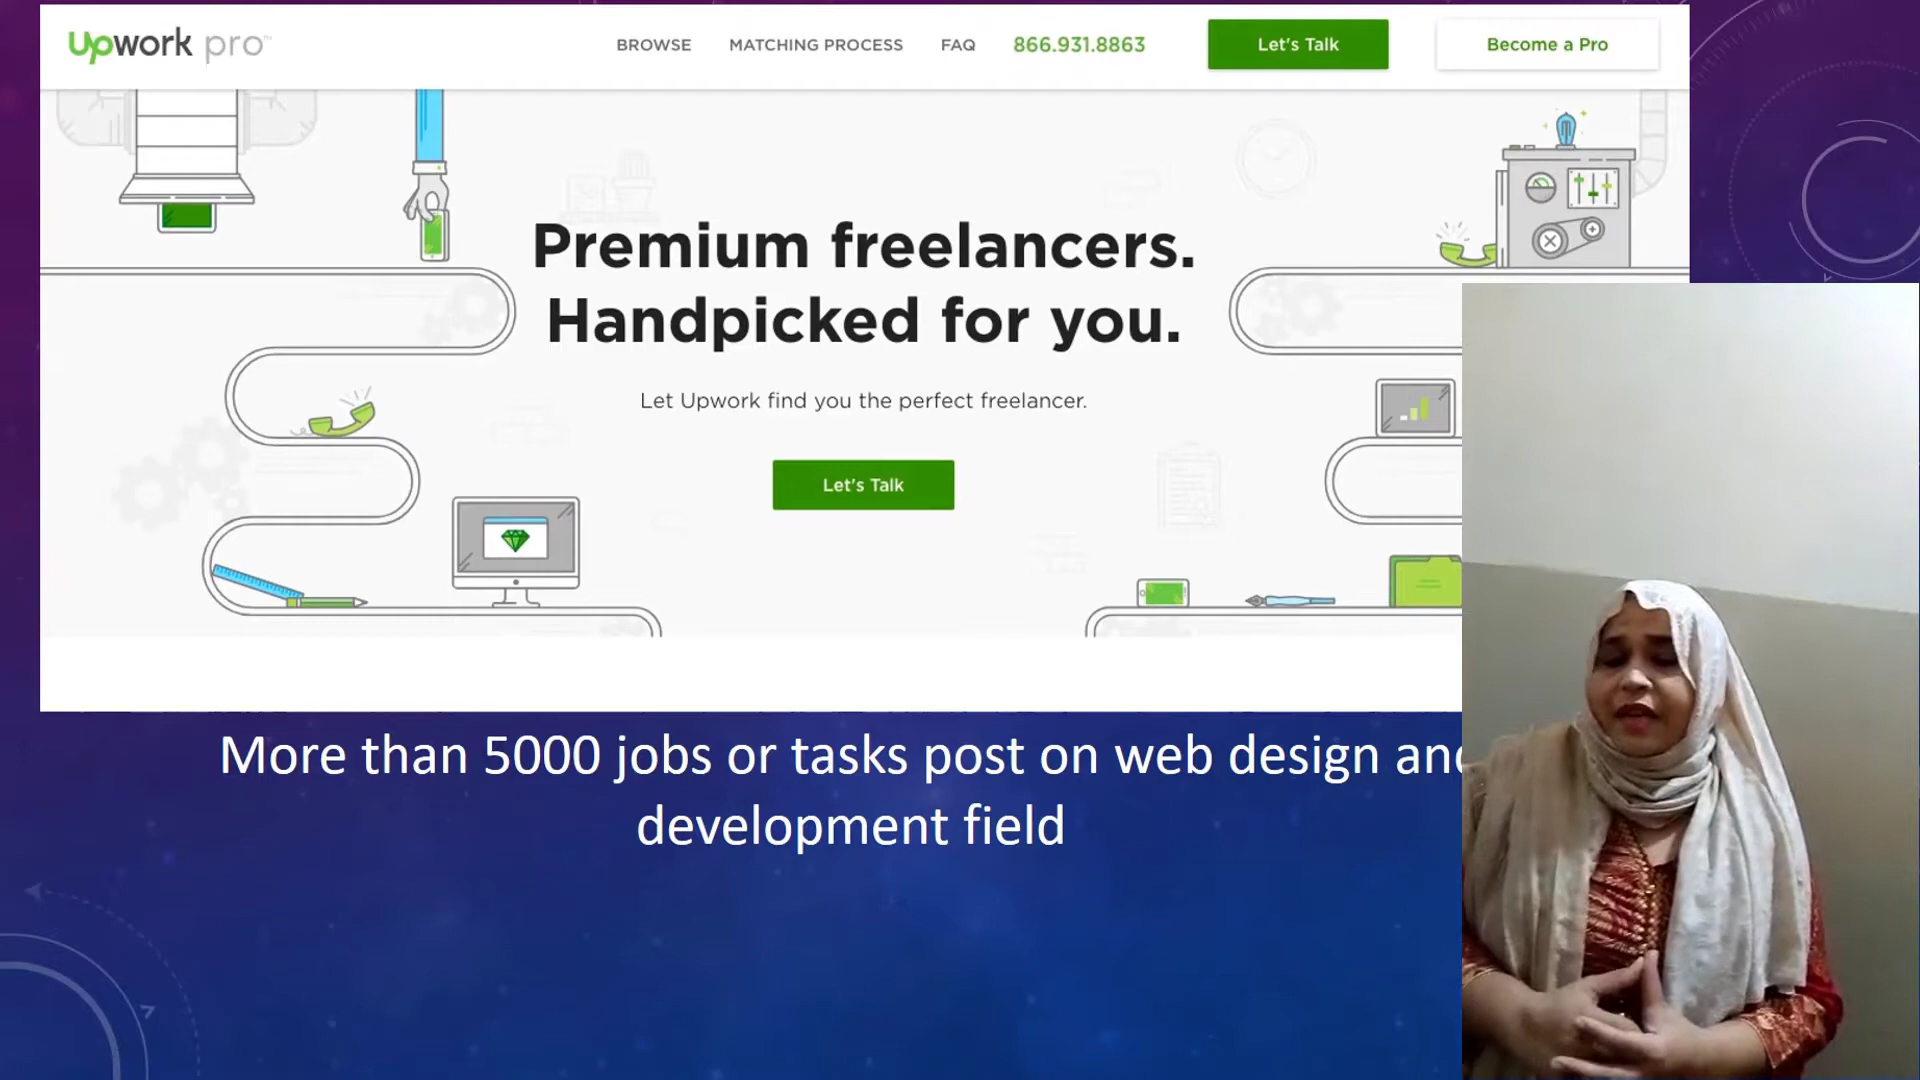 Upwork pro™
BROWSE MATCHING PROCESS FAQ 866.931.8863 Let's Talk Become a Pro
Premium freelancers.
Handpicked for you.
Let Upwork find you the perfect freelancer.
Let's Talk
More than 5000 jobs or tasks post on web design and
development field